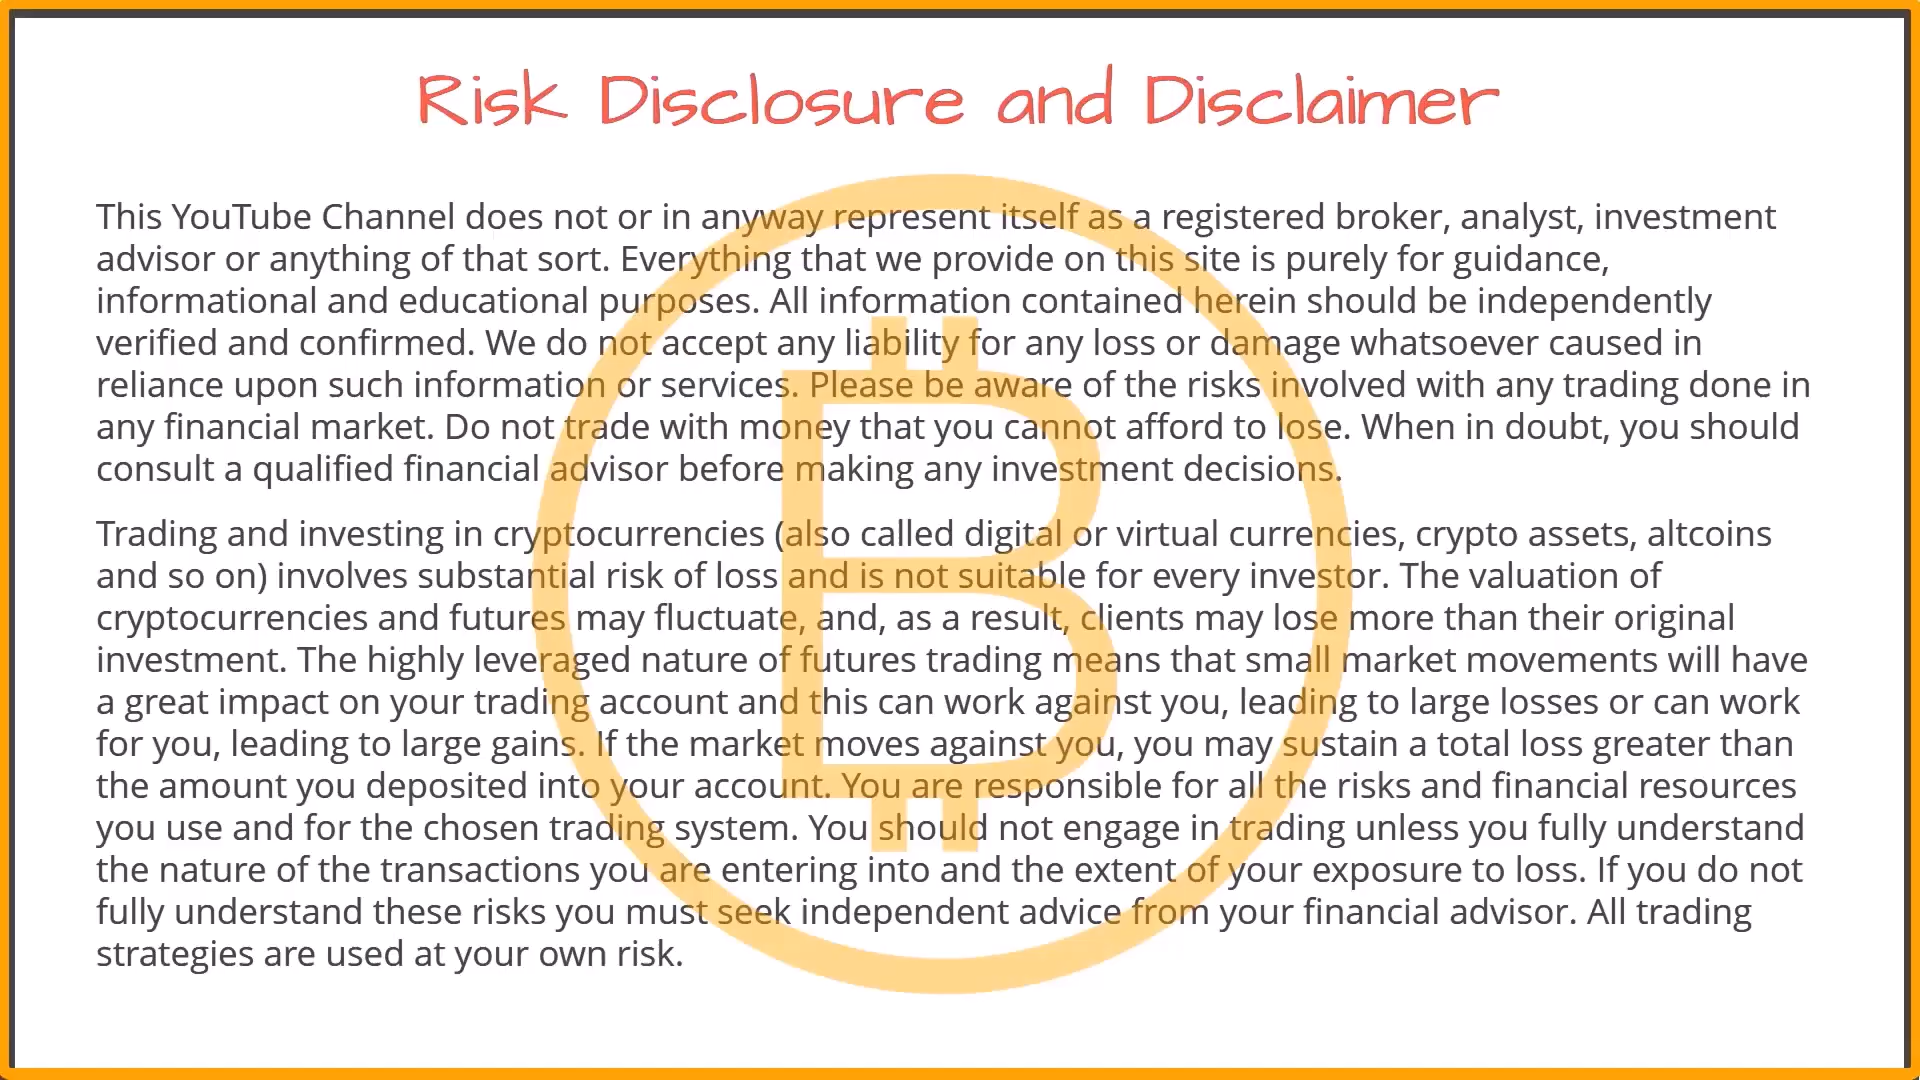 Risk Disclosure and Disclaimer
This YouTube Channel does not or in anyway represent itself as a registered broker, analyst, investment
advisor or anything of that sort. Everything that we provide on this site is purely for guidance,
informational and educational purposes. All information contained herein should be independently
verified and confirmed. We do not accept any liability for any loss or damage whatsoever caused in
reliance upon such information or services. Please be aware of the risks involved with any trading done in
any financial market. Do not trade with money that you cannot afford to lose. When in doubt, you should
consult a qualified financial advisor before making any investment decisions.
Trading and investing in cryptocurrencies (also called digital or virtual currencies, crypto assets, altcoins
and so on) involves substantial risk of loss and is not suitable for every investor. The valuation of
cryptocurrencies and futures may fluctuate, and, as a result, clients may lose more than their original
investment. The highly leveraged nature of futures trading means that small market movements will have
a great impact on your trading account and this can work against you, leading to large losses or can work
for you, leading to large gains. If the market moves against you, you may sustain a total loss greater than
the amount you deposited into your account. You are responsible for all the risks and financial resources
you use and for the chosen trading system. You should not engage in trading unless you fully understand
the nature of the transactions you are entering into and the extent of your exposure to loss. If you do not
fully understand these risks you must seek independent advice from your financial advisor. All trading
strategies are used at your own risk.